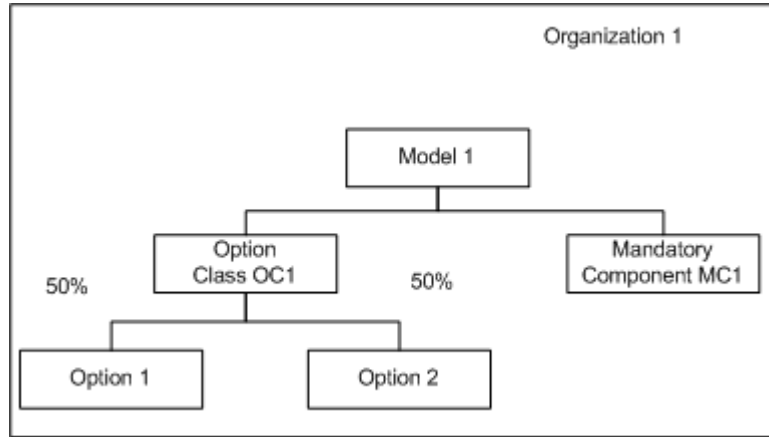 Organization 1
Model 1
Option
Class OC1
Mandatory
Component MC1
50%
50%
Option 1
Option 2